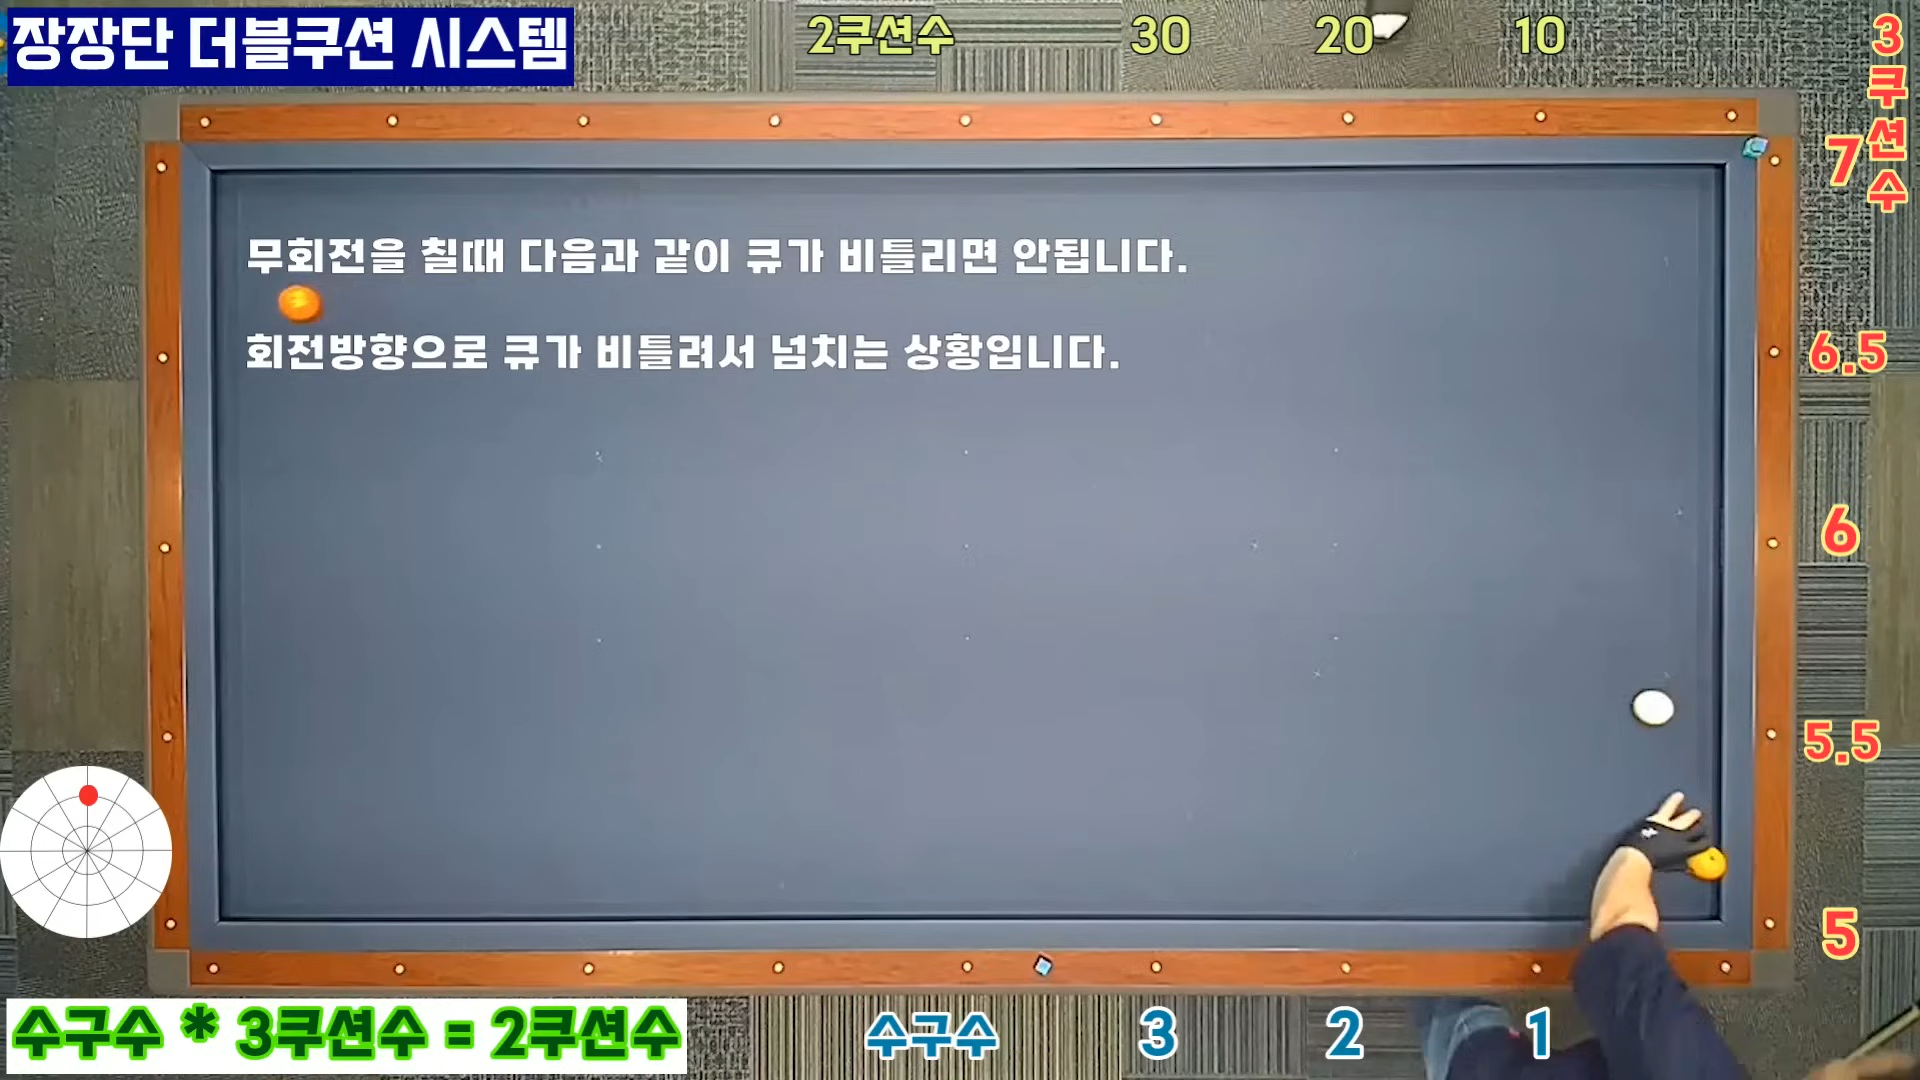 장장단 더블쿠션 시스템
2쿠션수 30 20 10
3쿠션수
7
무회전을 칠때 다음과 같이 큐가 비틀리면 안됩니다.
회전방향으로 큐가 비틀려서 넘치는 상황입니다.
6.5
6
5.5
5
수구수 * 3쿠션수 = 2쿠션수
수구수 3 2 1